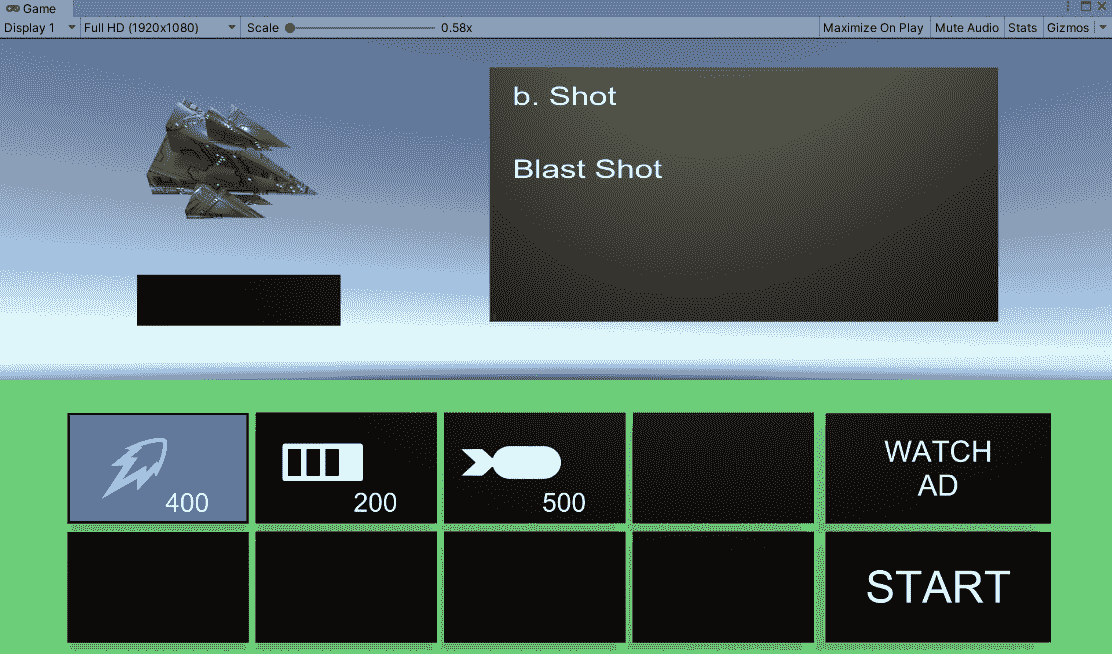 Game
Display 1
Full HD (1920x1080)
Scale
0.58x
Maximize On Play
Mute Audio
Stats
Gizmos
b. Shot
Blast Shot
400
200
500
WATCH
AD
START